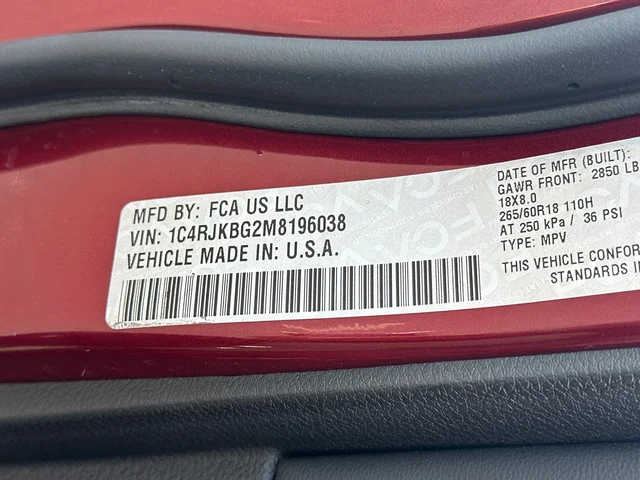 MFD BY: FCA US LLC
VIN: 1C4RJKBG2M8196038
VEHICLE MADE IN: U.S.A.
DATE OF MFR (BUILT):
GAWR FRONT: 2850 LB
18X8.0
265/60R18 110H
AT 250 kPa / 36 PSI
TYPE: MPV
THIS VEHICLE CONFOR
STANDARDS I